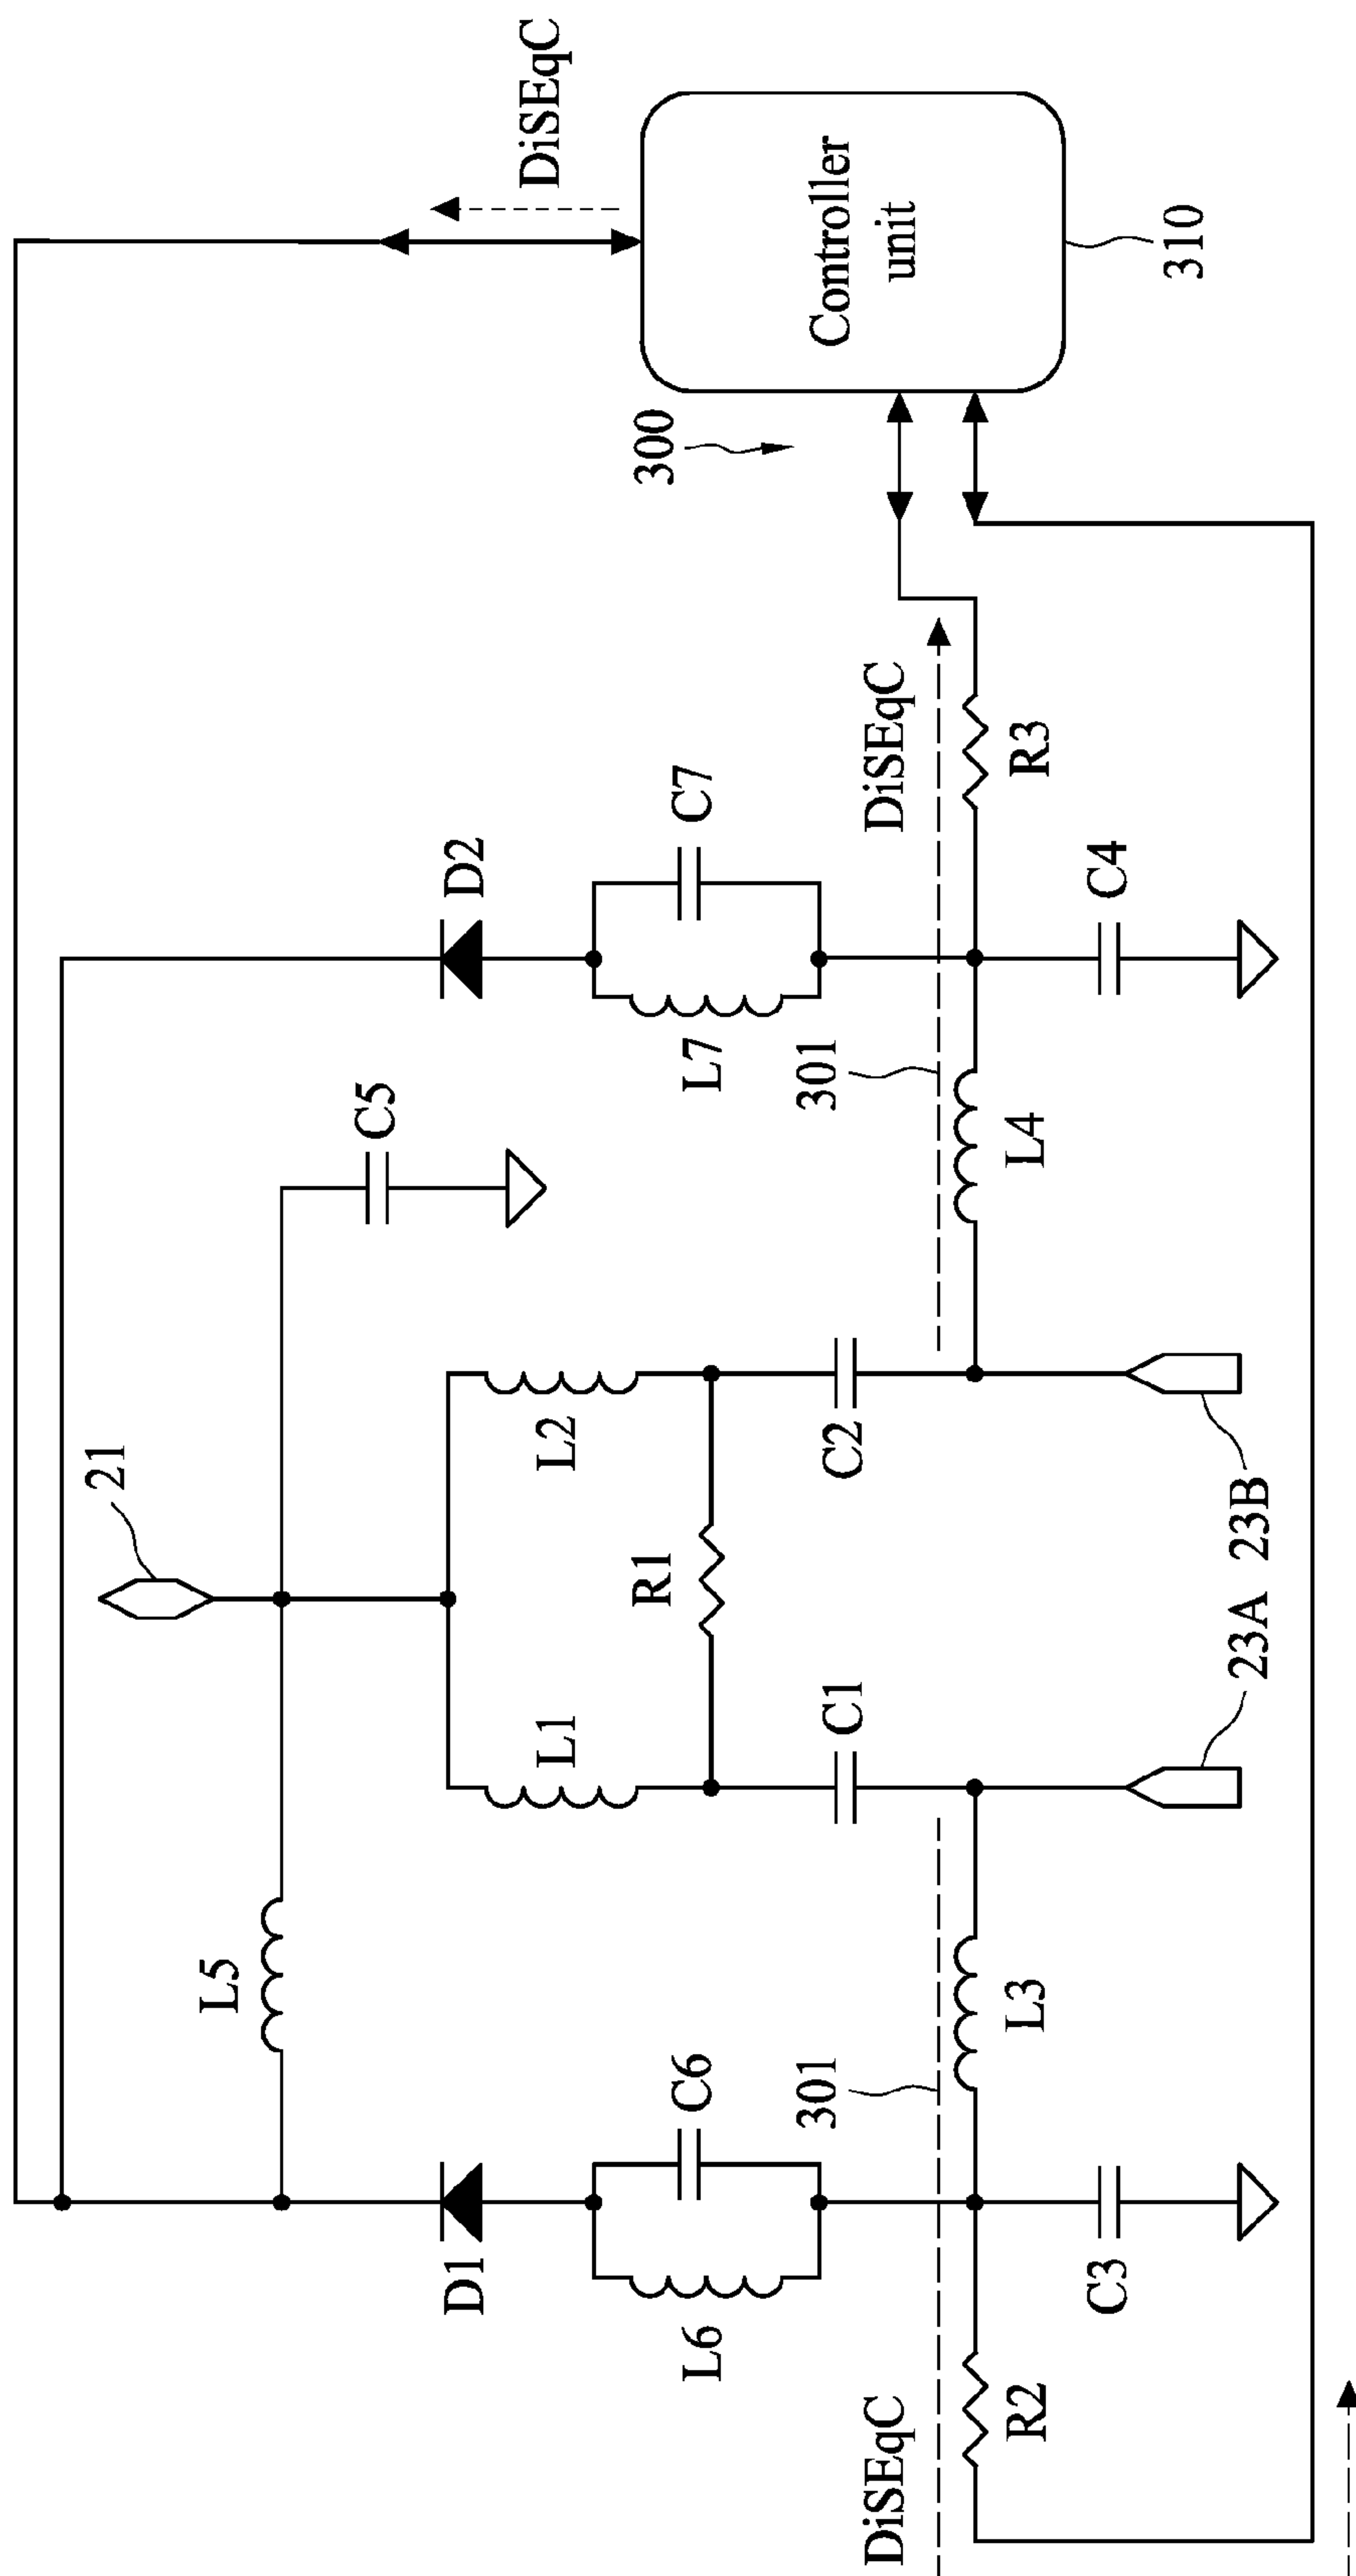 21
L5
C5
D2
D1
L1
L2
L6
C6
L7
C7
R1
C1
C2
301
301
DiSEqC
DiSEqC
R2
L3
L4
R3
C3
C4
23A
23B
300
DiSEqC
Controller
unit
310